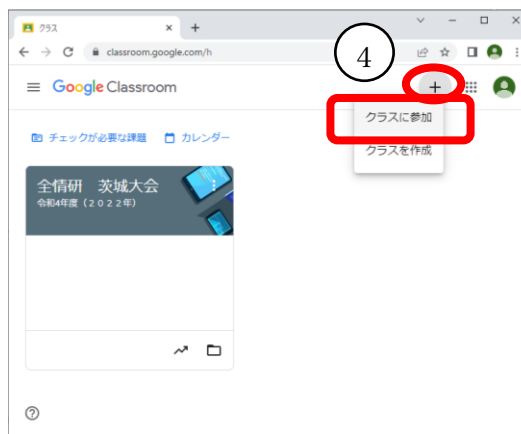 クラス
classroom.google.com/h
④
Google Classroom
クラスに参加
チェックが必要な課題 カレンダー
クラスを作成
全情研 茨城大会
令和4年度（２０２２年）